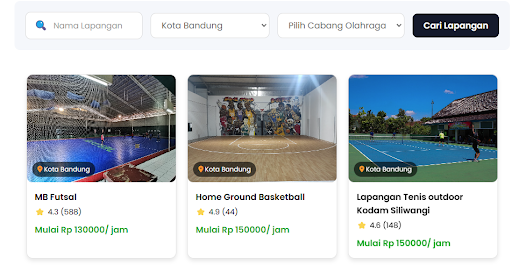 Nama Lapangan
Kota Bandung
Pilih Cabang Olahraga
Cari Lapangan
Kota Bandung
Kota Bandung
Kota Bandung
MB Futsal
4.3 (588)
Mulai Rp 130000/ jam
Home Ground Basketball
4.9 (44)
Mulai Rp 150000/ jam
Lapangan Tenis outdoor
Kodam Siliwangi
4.6 (148)
Mulai Rp 150000/ jam